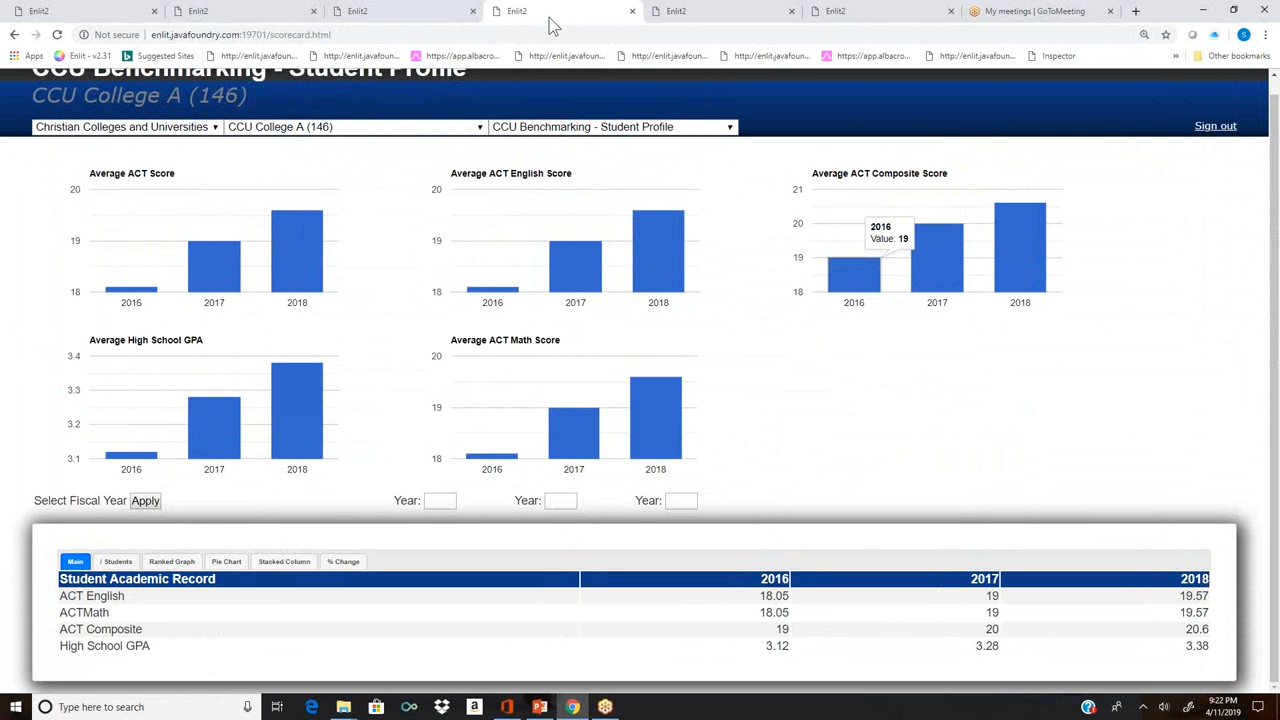 Enlit2 Enlit2 Enlit2 Enlit2 Enlit2 Enlit2 My meetings | GoToMeeting
Not secure | enlit.javafoundry.com:19701/scorecard.html S
Apps Enlit - v2.31 Suggested Sites http://enlit.javafoun... http://enlit.javafoun... https://app.albacro... http://enlit.javafoun... http://enlit.javafoun... http://enlit.javafoun... https://app.albacro... http://enlit.javafoun... Inspector » Other bookmarks
CCU Benchmarking - Student Profile
CCU College A (146)
Christian Colleges and Universities CCU College A (146) CCU Benchmarking - Student Profile Sign out
Average ACT Score
20
19
18
2016 2017 2018
Average ACT English Score
20
19
18
2016 2017 2018
Average ACT Composite Score
21
20
19
18
2016
Value: 19
2016 2017 2018
Average High School GPA
3.4
3.3
3.2
3.1
2016 2017 2018
Average ACT Math Score
20
19
18
2016 2017 2018
Select Fiscal Year Apply Year: Year: Year:
Main / Students Ranked Graph Pie Chart Stacked Column % Change
Student Academic Record 2016 2017 2018
ACT English 18.05 19 19.57
ACTMath 18.05 19 19.57
ACT Composite 19 20 20.6
High School GPA 3.12 3.28 3.38
Type here to search
9:22 PM
4/11/2019